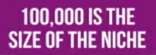 100,000 IS THE
SIZE OF THE NICHE